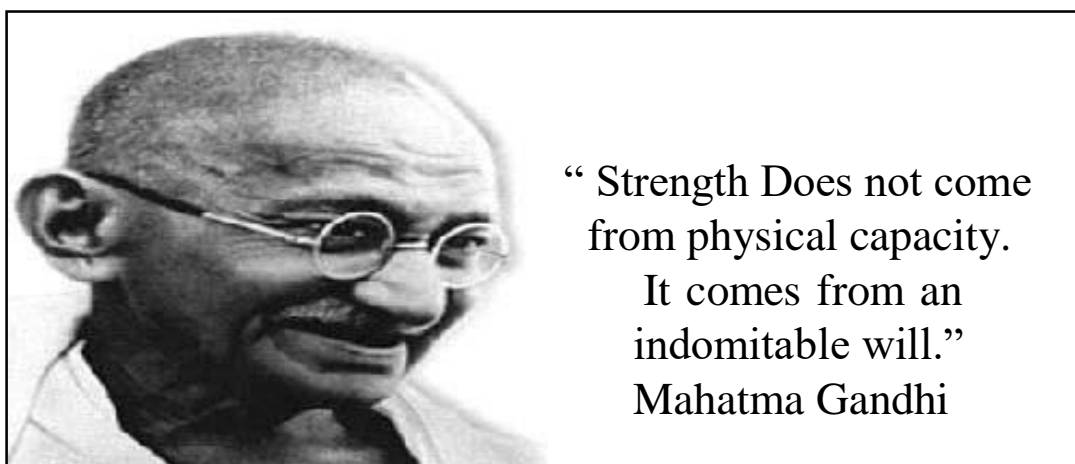 “ Strength Does not come
from physical capacity.
It comes from an
indomitable will.”
Mahatma Gandhi